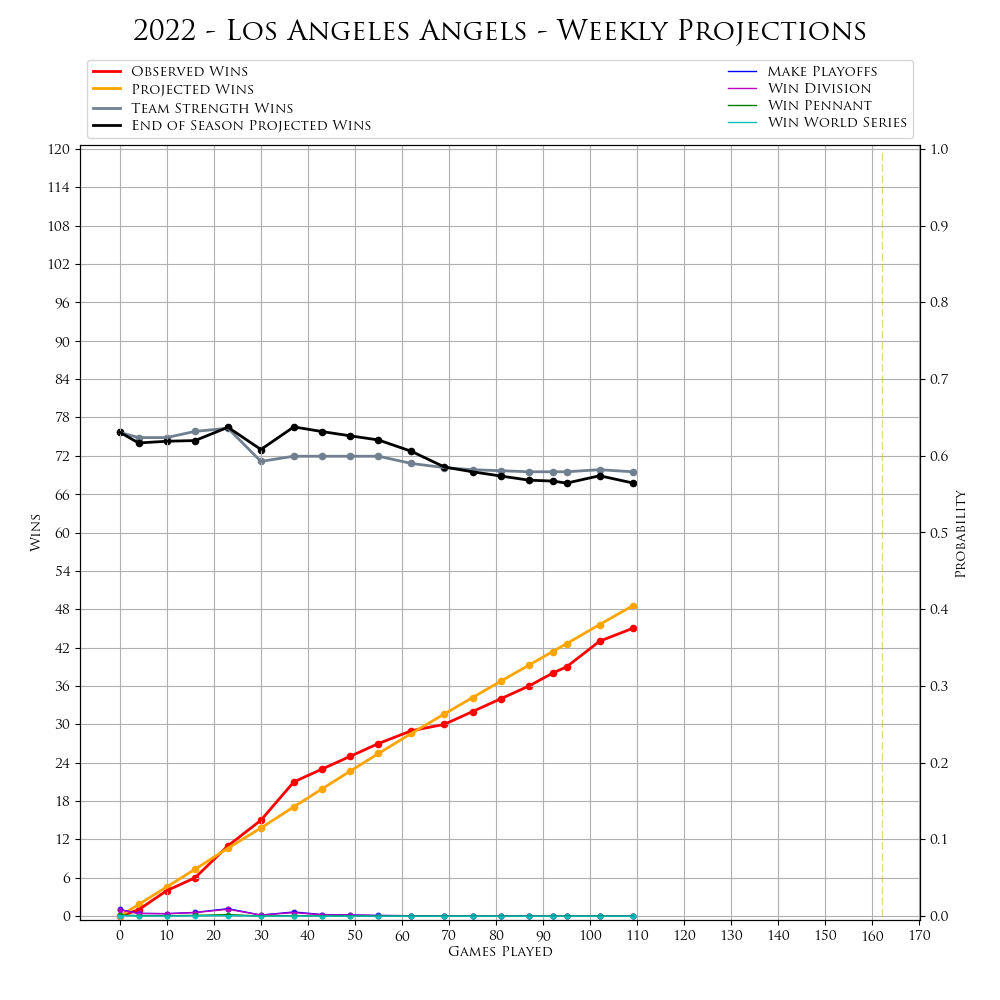 2022 - Los Angeles Angels - Weekly Projections
Observed Wins
Projected Wins
Team Strength Wins
End of Season Projected Wins
Make Playoffs
Win Division
Win Pennant
Win World Series
120
114
108
102
96
90
84
78
72
66
60
54
48
42
36
30
24
18
12
6
0
Wins
1.0
0.9
0.8
0.7
0.6
0.5
0.4
0.3
0.2
0.1
0.0
Probability
0 10 20 30 40 50 60 70 80 90 100 110 120 130 140 150 160 170
Games Played